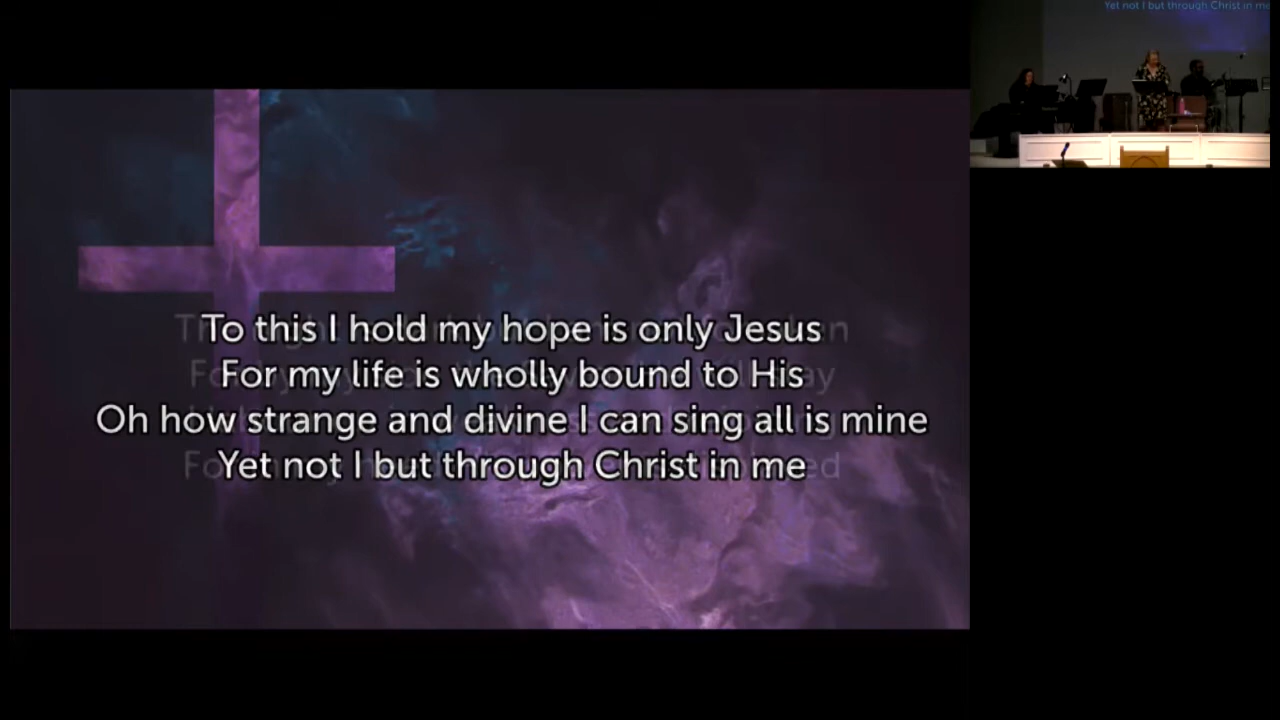 To this I hold my hope is only Jesus
For my life is wholly bound to His
Oh how strange and divine I can sing all is mine
Yet not I but through Christ in me
Yet not I but through Christ in me